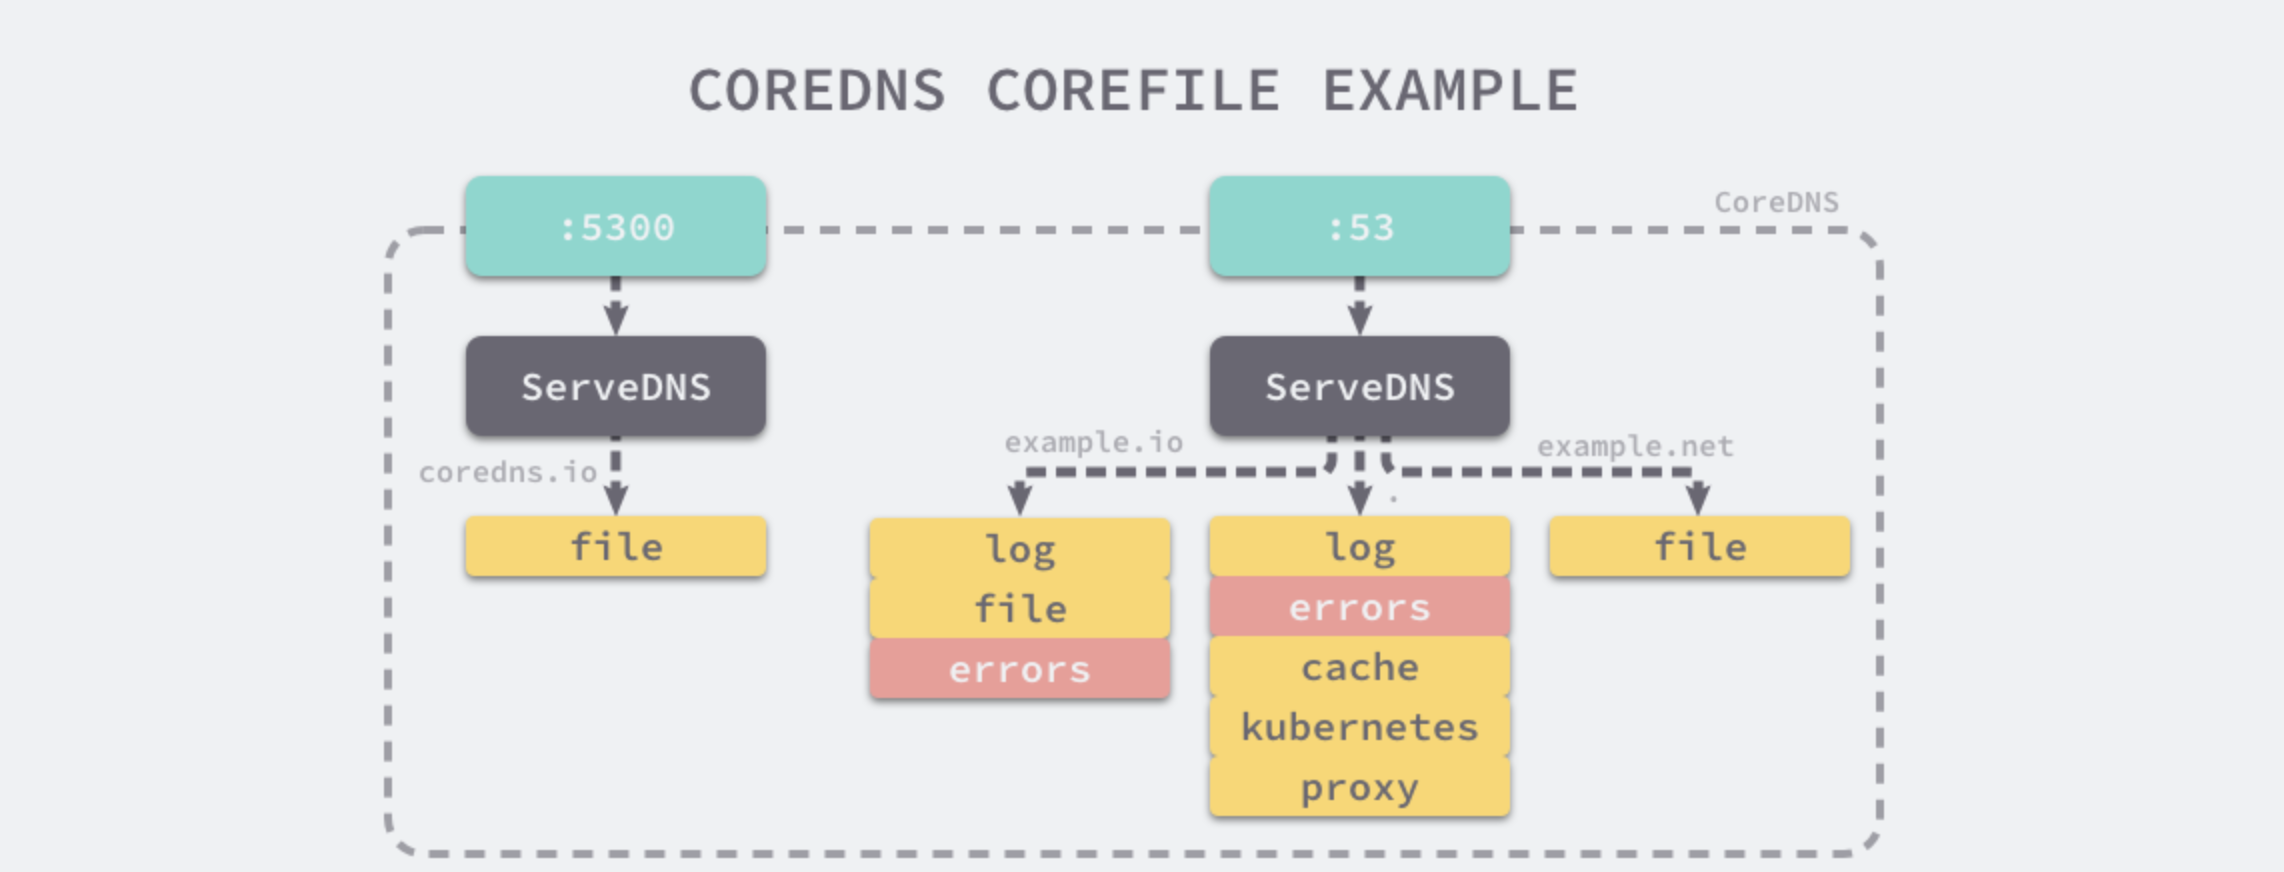 COREDNS COREFILE EXAMPLE
CoreDNS
:5300
:53
ServeDNS
ServeDNS
example.io
example.net
coredns.io
.
file
log
file
errors
log
errors
cache
kubernetes
proxy
file